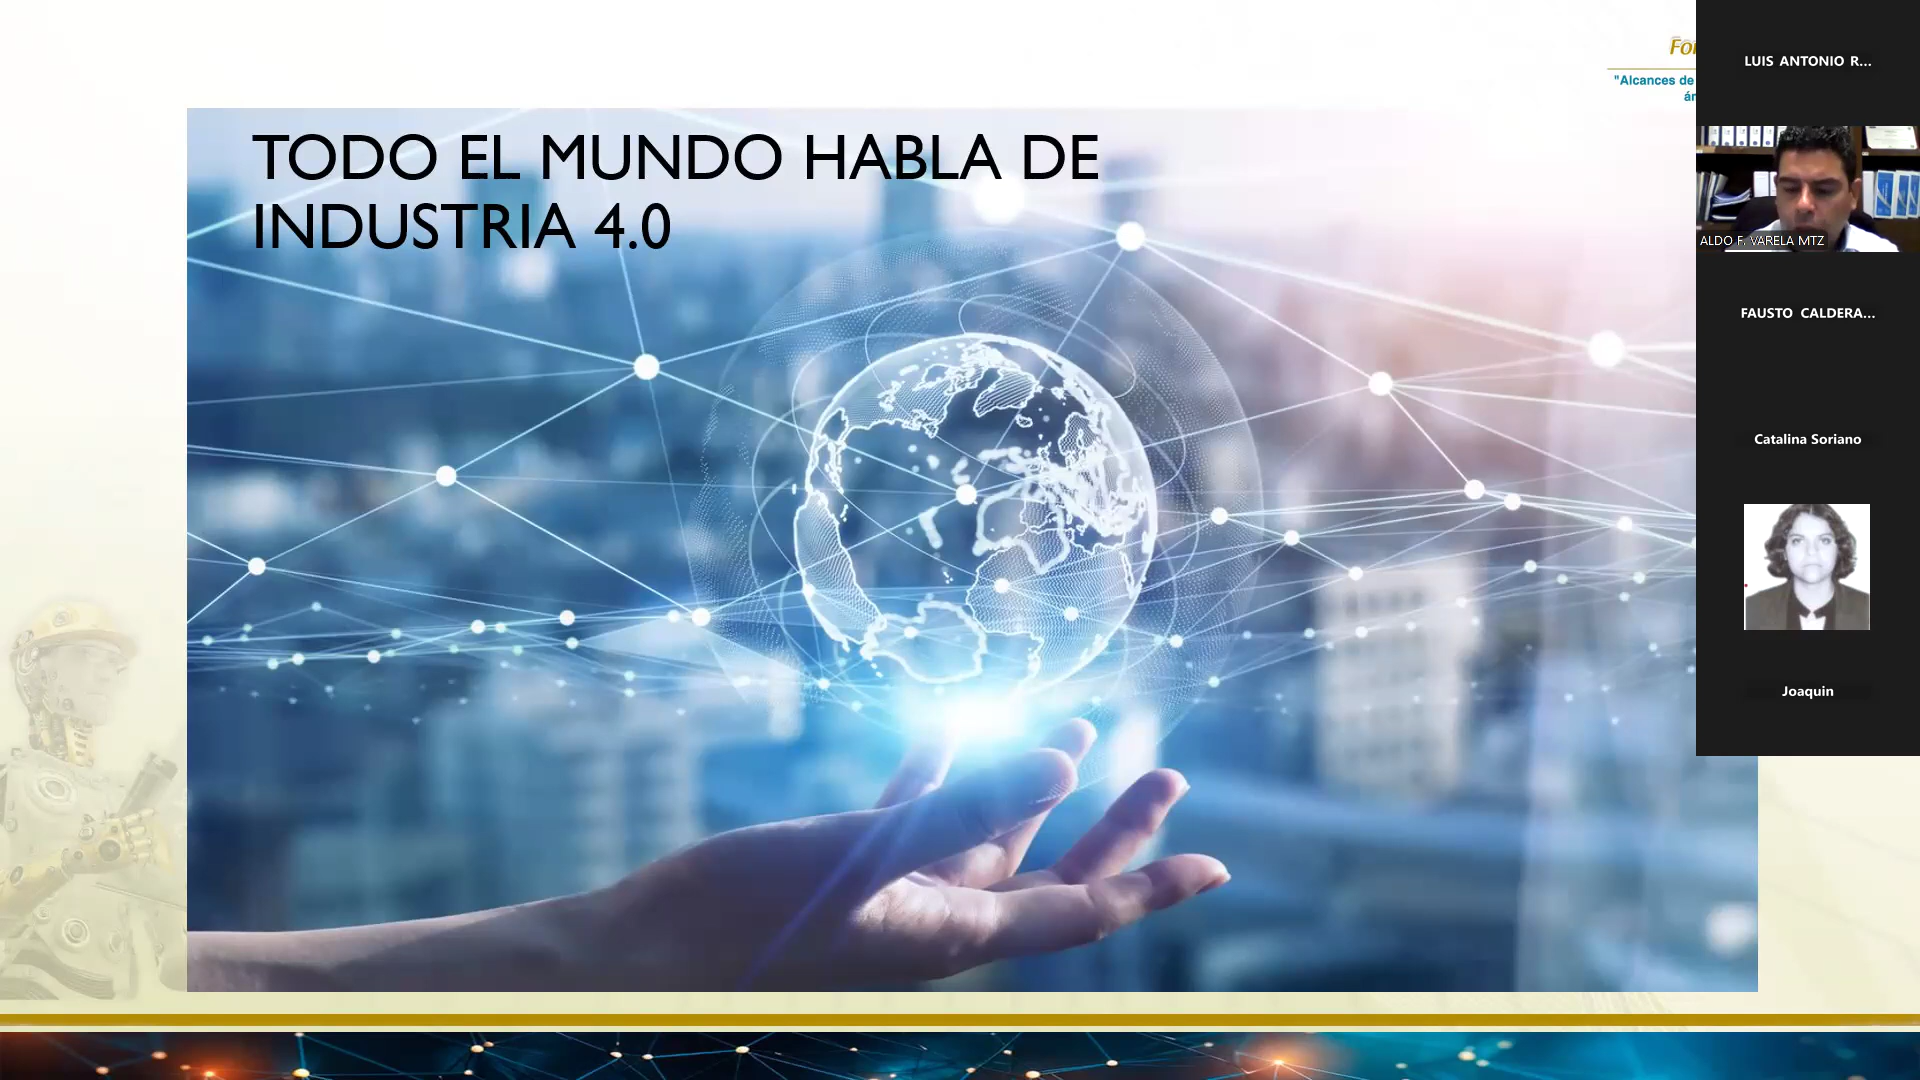 TODO EL MUNDO HABLA DE
INDUSTRIA 4.0
"Alcances de
LUIS ANTONIO R...
ALDO F. VARELA MTZ
FAUSTO CALDERA...
Catalina Soriano
Joaquin